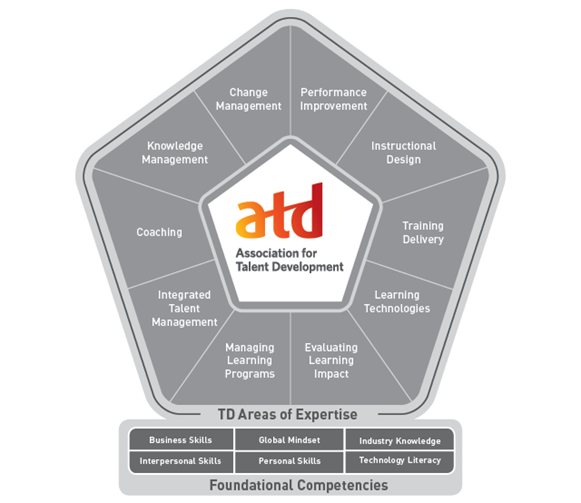 Change
Management
Performance
Improvement
Knowledge
Management
Instructional
Design
Coaching
atd
Association for
Talent Development
Training
Delivery
Integrated
Talent
Management
Learning
Technologies
Managing
Learning
Programs
Evaluating
Learning
Impact
TD Areas of Expertise
Business Skills
Global Mindset
Industry Knowledge
Interpersonal Skills
Personal Skills
Technology Literacy
Foundational Competencies